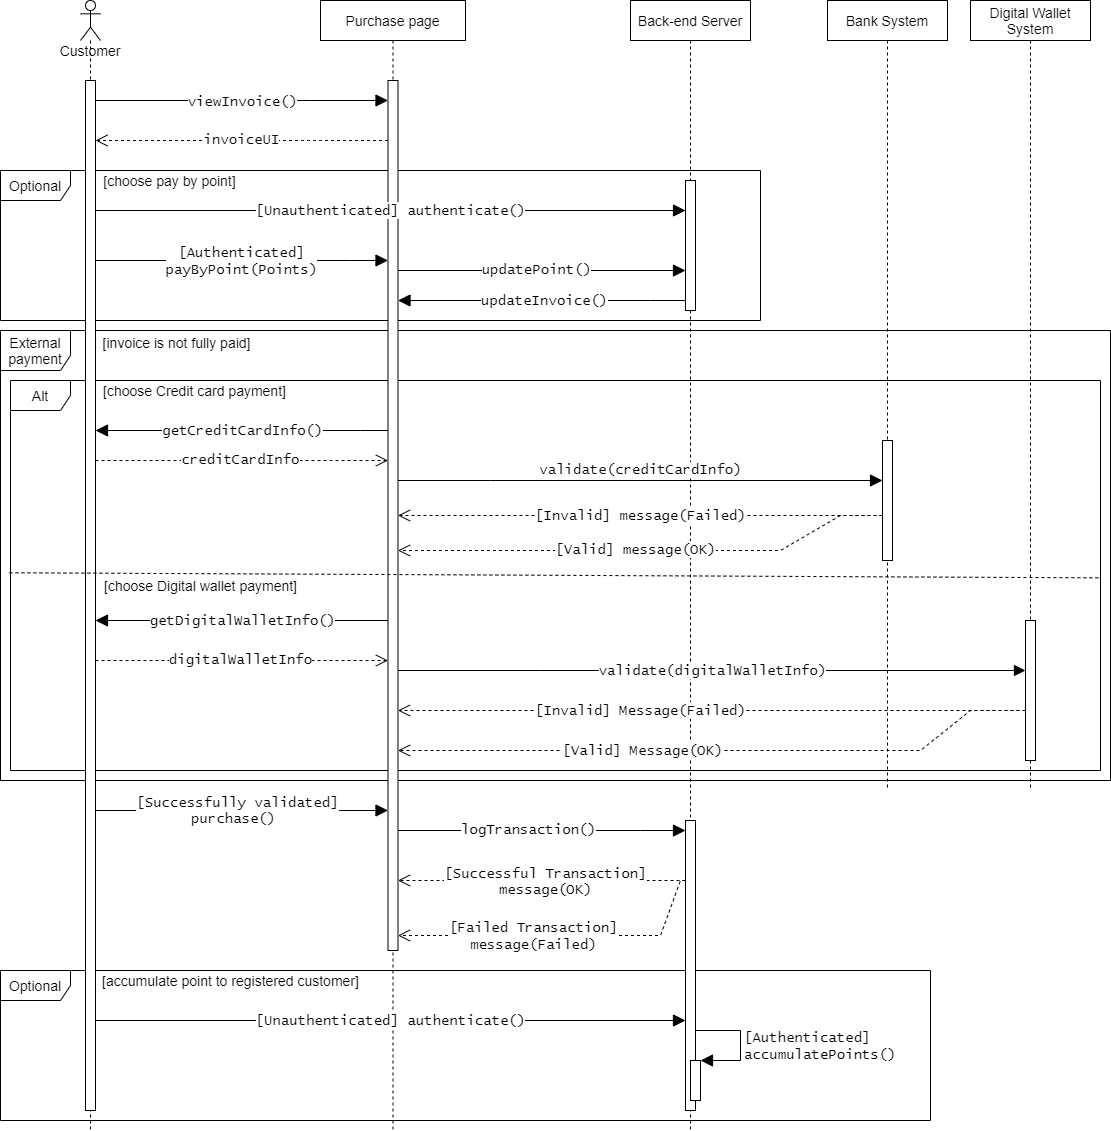 Customer
Purchase page
Back-end Server
Bank System
Digital Wallet
System
viewInvoice()
invoiceUI
Optional
[choose pay by point]
[Unauthenticated] authenticate()
[Authenticated]
payByPoint(Points)
updatePoint()
updateInvoice()
External
payment
[invoice is not fully paid]
Alt
[choose Credit card payment]
getCreditCardInfo()
creditCardInfo
validate(creditCardInfo)
[Invalid] message(Failed)
[Valid] message(OK)
[choose Digital wallet payment]
getDigitalWalletInfo()
digitalWalletInfo
validate(digitalWalletInfo)
[Invalid] Message(Failed)
[Valid] Message(OK)
[Successfully validated]
purchase()
logTransaction()
[Successful Transaction]
message(OK)
[Failed Transaction]
message(Failed)
Optional
[accumulate point to registered customer]
[Unauthenticated] authenticate()
[Authenticated]
accumulatePoints()